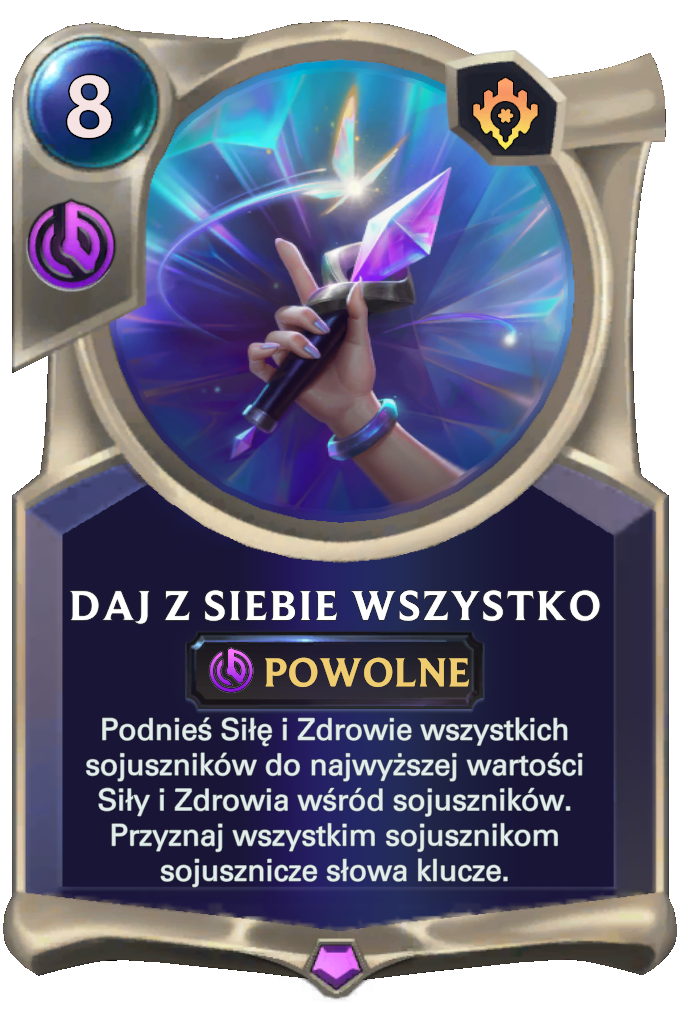 8
DAJ Z SIEBIE WSZYSTKO
POWOLNE
Podnieś Siłę i Zdrowie wszystkich
sojuszników do najwyższej wartości
Siły i Zdrowia wśród sojuszników.
Przyznaj wszystkim sojusznikom
sojusznicze słowa klucze.